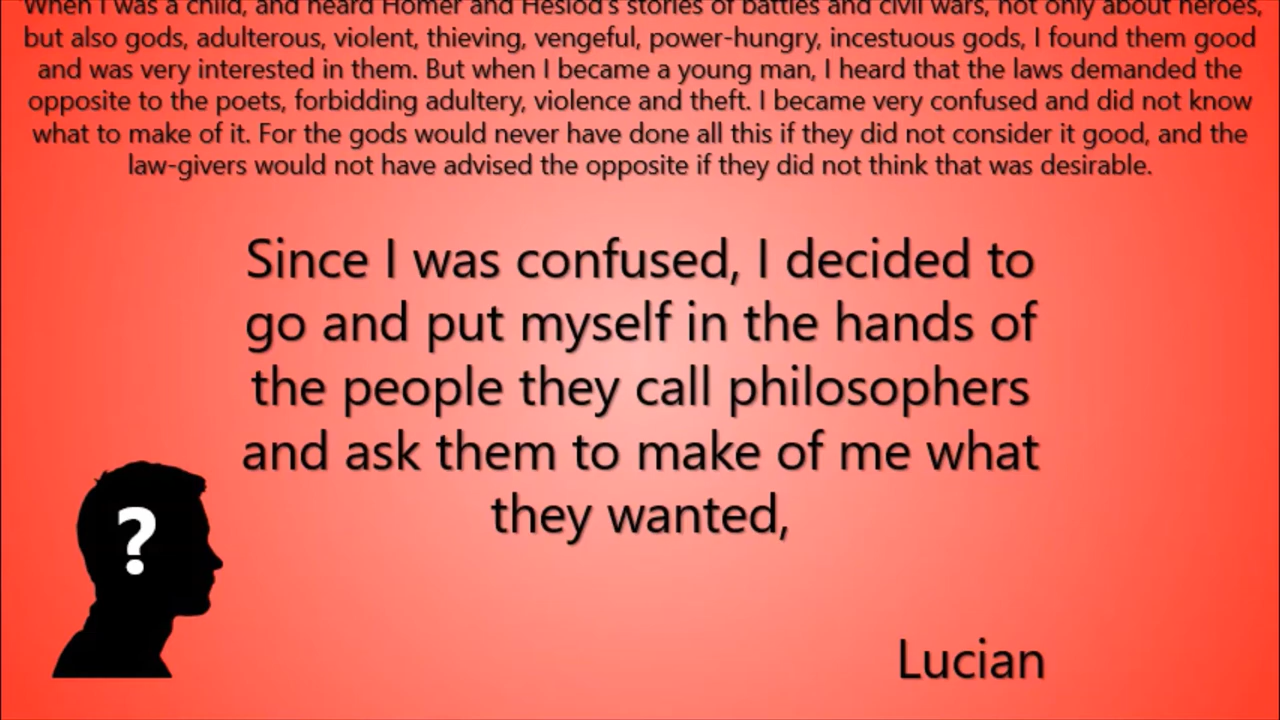 When I was a child, and heard Homer and Hesiod's stories of battles and civil wars, not only about heroes,
but also gods, adulterous, violent, thieving, vengeful, power-hungry, incestuous gods, I found them good
and was very interested in them. But when I became a young man, I heard that the laws demanded the
opposite to the poets, forbidding adultery, violence and theft. I became very confused and did not know
what to make of it. For the gods would never have done all this if they did not consider it good, and the
law-givers would not have advised the opposite if they did not think that was desirable.
Since I was confused, I decided to
go and put myself in the hands of
the people they call philosophers
and ask them to make of me what
they wanted,
?
Lucian